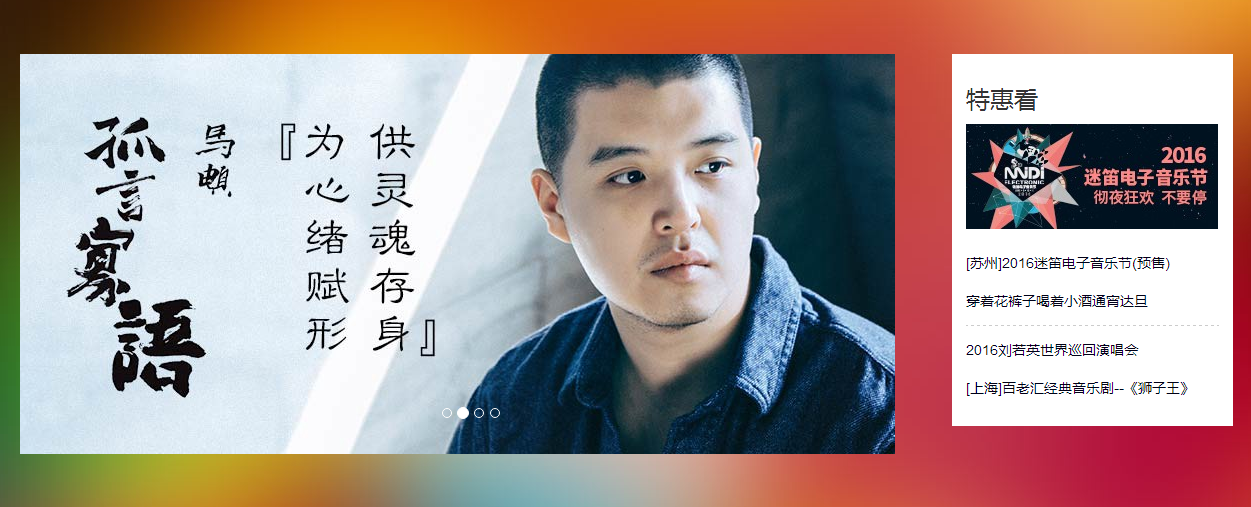 孤言寡語
馬頔
『为心绪赋形
供灵魂存身』
特惠看
MIDI
ELECTRONIC
2016
迷笛电子音乐节
彻夜狂欢 不要停
[苏州]2016迷笛电子音乐节(预售)
穿着花裤子喝着小酒通宵达旦
2016刘若英世界巡回演唱会
[上海]百老汇经典音乐剧--《狮子王》